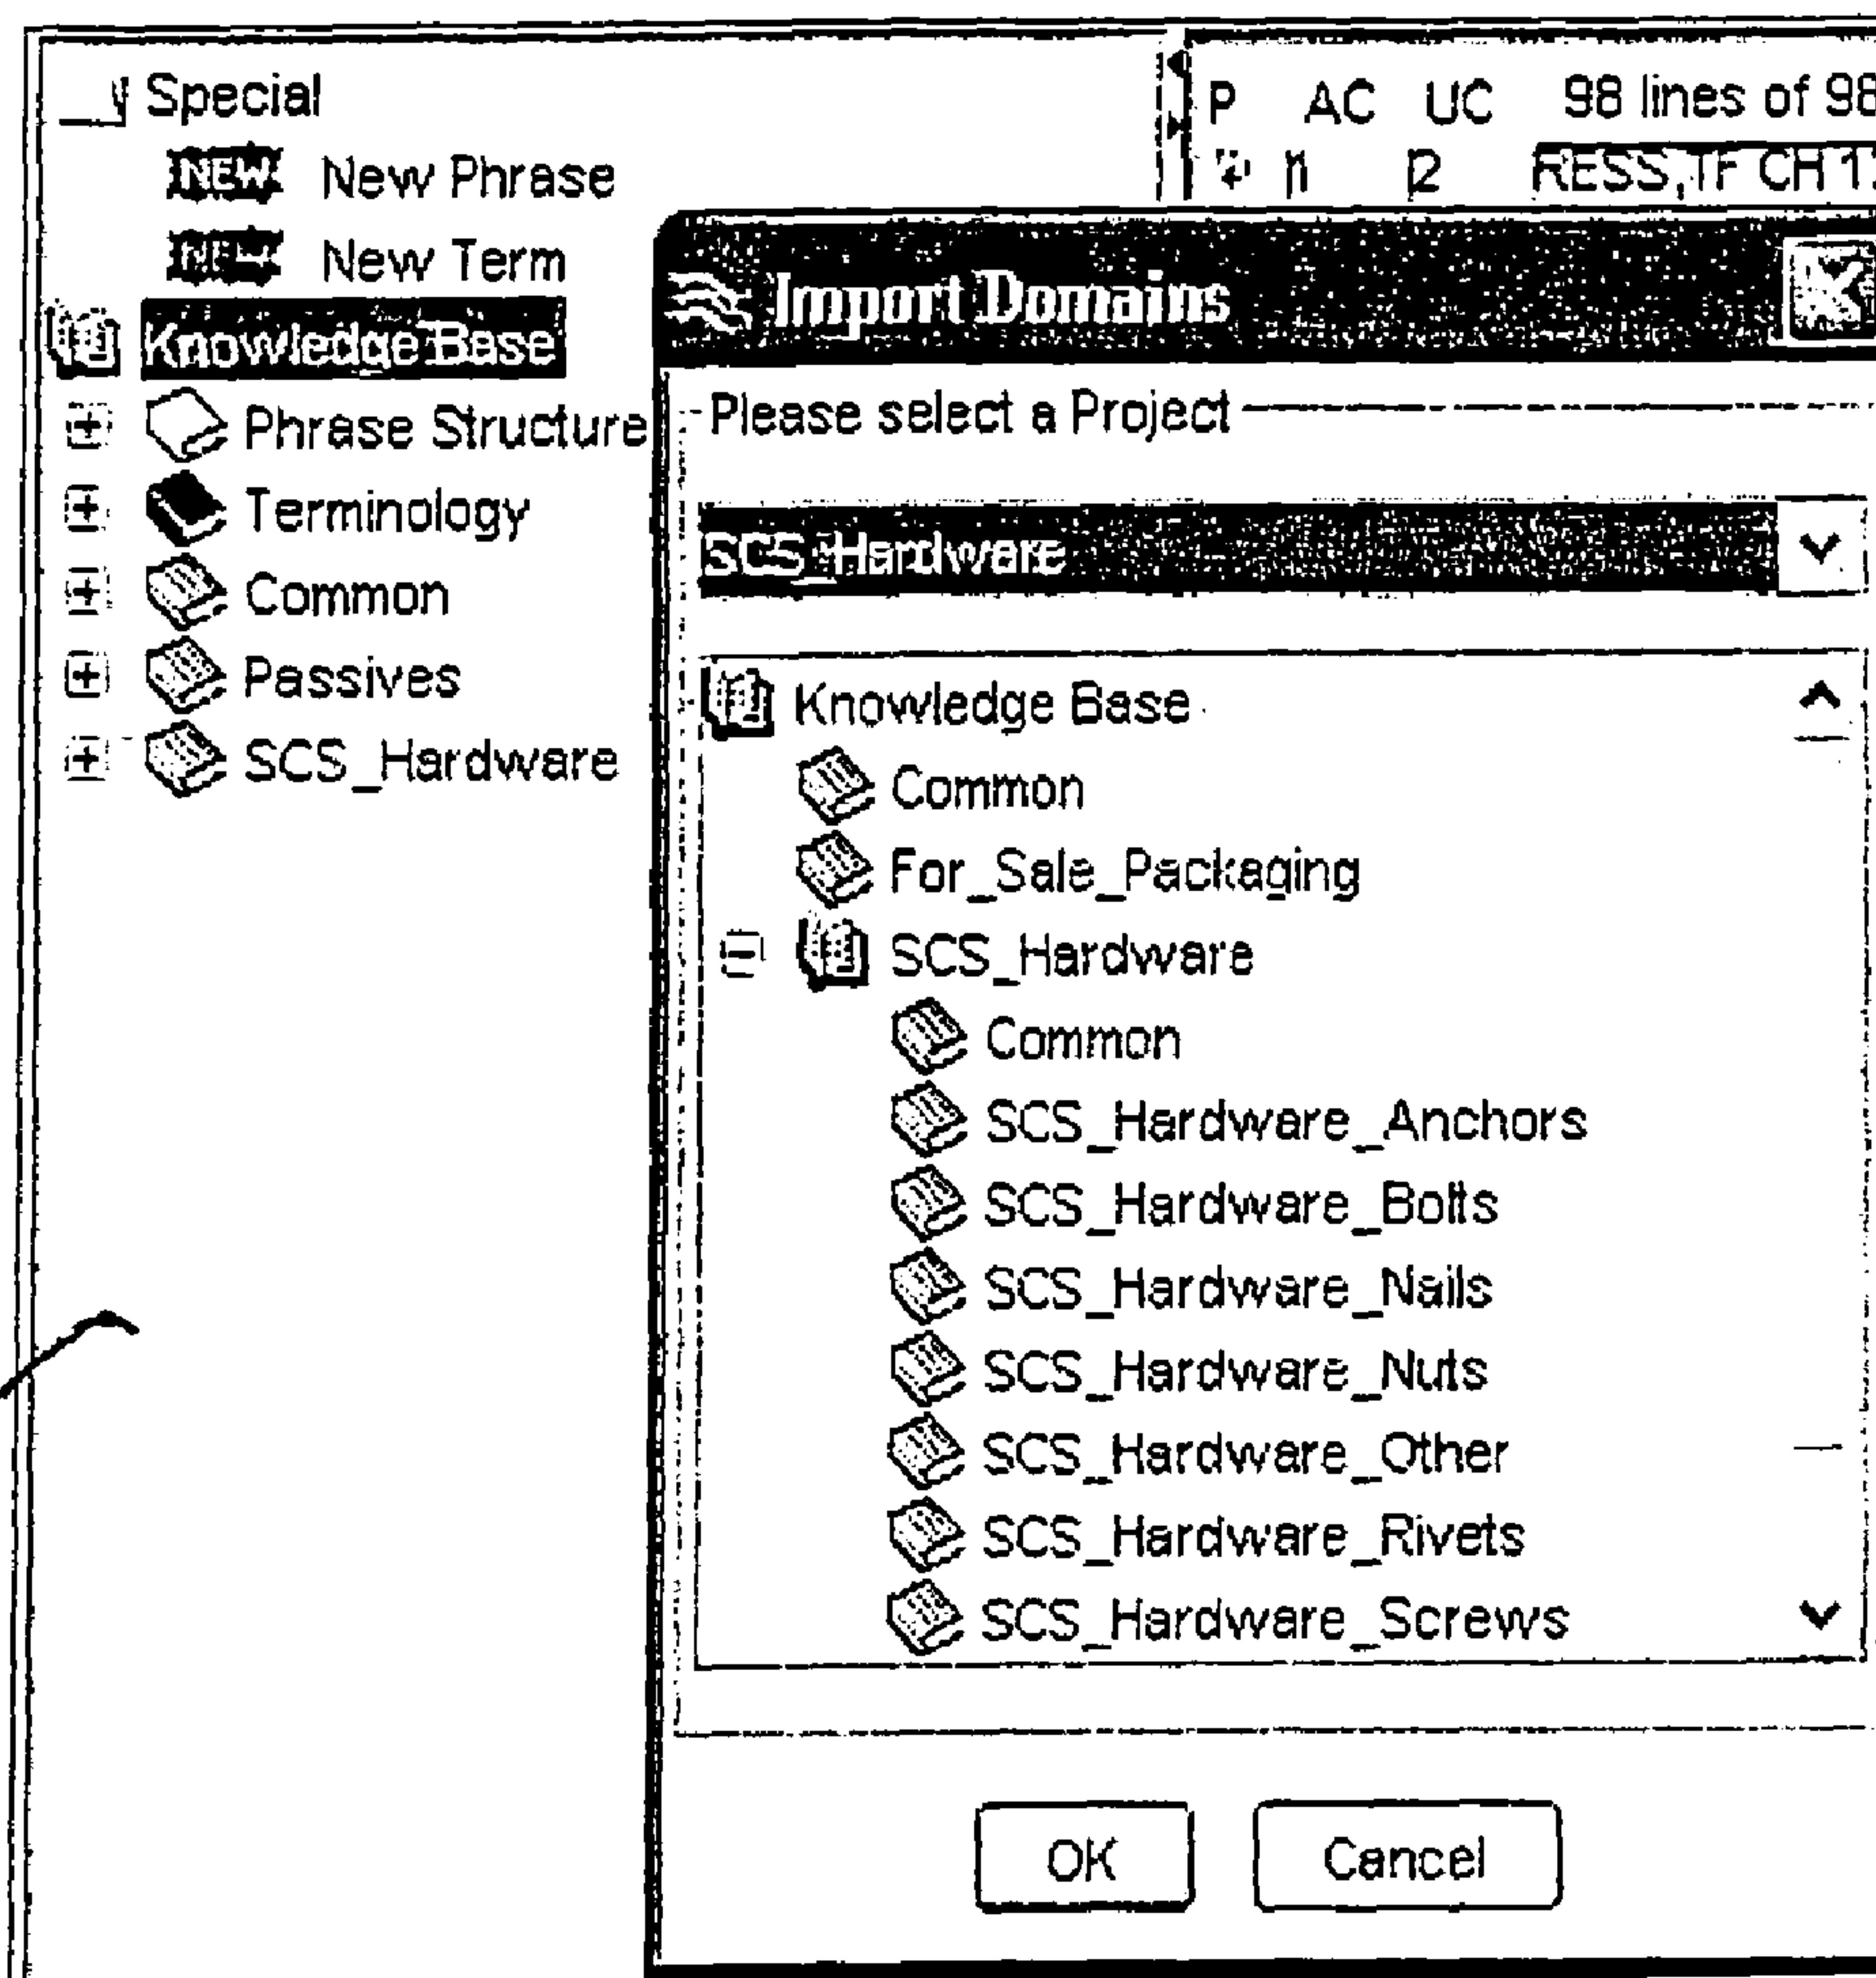 Special
NEW New Phrase
NEW New Term
Knowledge Base
Phrase Structure
Terminology
Common
Passives
SCS_Hardware
P AC UC 98 lines of 98
RESS,TF CH
Import Domains
Please select a Project
SCS_Hardware
Knowledge Base
Common
For_Sale_Packaging
SCS_Hardware
Common
SCS_Hardware_Anchors
SCS_Hardware_Bolts
SCS_Hardware_Nails
SCS_Hardware_Nuts
SCS_Hardware_Other
SCS_Hardware_Rivets
SCS_Hardware_Screws
OK
Cancel